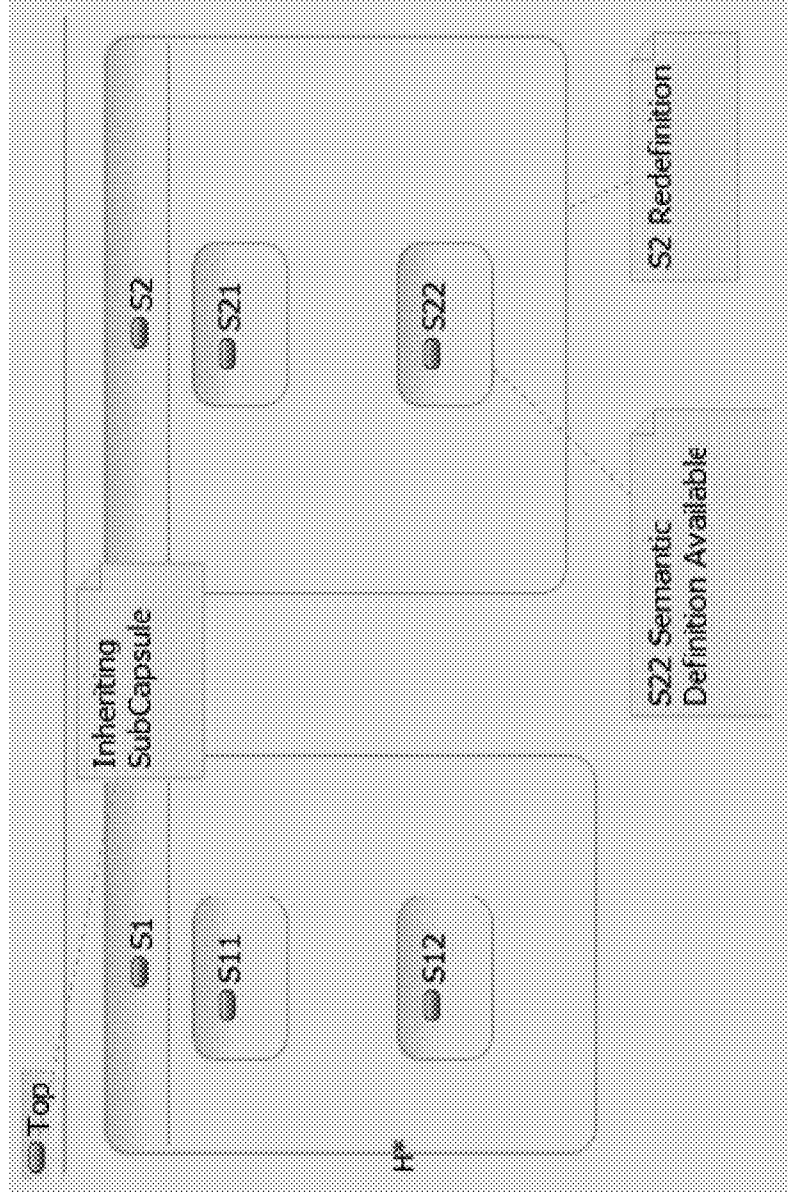 Top
Inheriting
SubCapsule
S1
S2
S11
S21
H*
S12
S22
S22 Semantic
Definition Available
S2 Redefinition